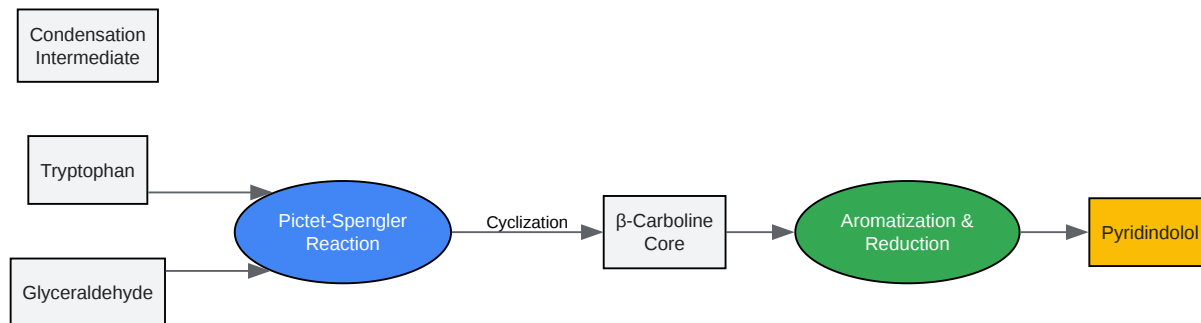 Condensation
Intermediate
Tryptophan
Glyceraldehyde
Pictet-Spengler
Reaction
Cyclization
β-Carboline
Core
Aromatization &
Reduction
Pyridindolol